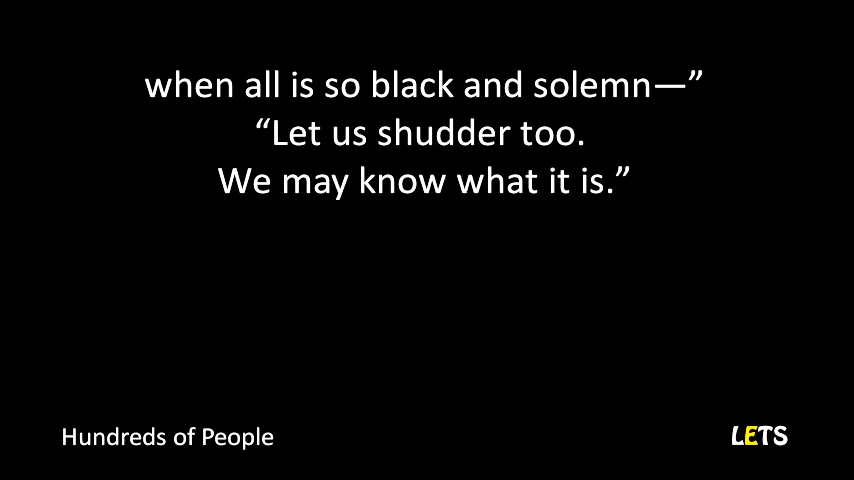 when all is so black and solemn—”
“Let us shudder too.
We may know what it is.”
Hundreds of People
LETS